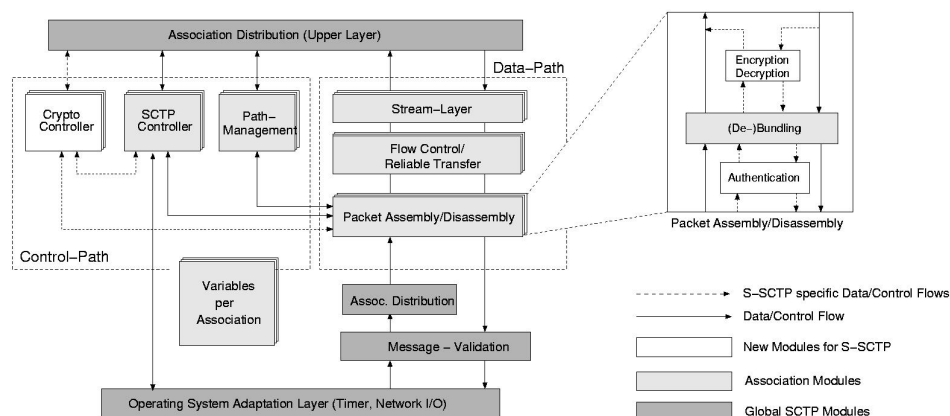 Association Distribution (Upper Layer)
Data–Path
Crypto
Controller
SCTP
Controller
Path–
Management
Stream–Layer
Flow Control/
Reliable Transfer
Packet Assembly/Disassembly
Control–Path
Variables
per
Association
Assoc. Distribution
Message – Validation
Operating System Adaptation Layer (Timer, Network I/O)
Encryption
Decryption
(De–)Bundling
Authentication
Packet Assembly/Disassembly
S–SCTP specific Data/Control Flows
Data/Control Flow
New Modules for S–SCTP
Association Modules
Global SCTP Modules